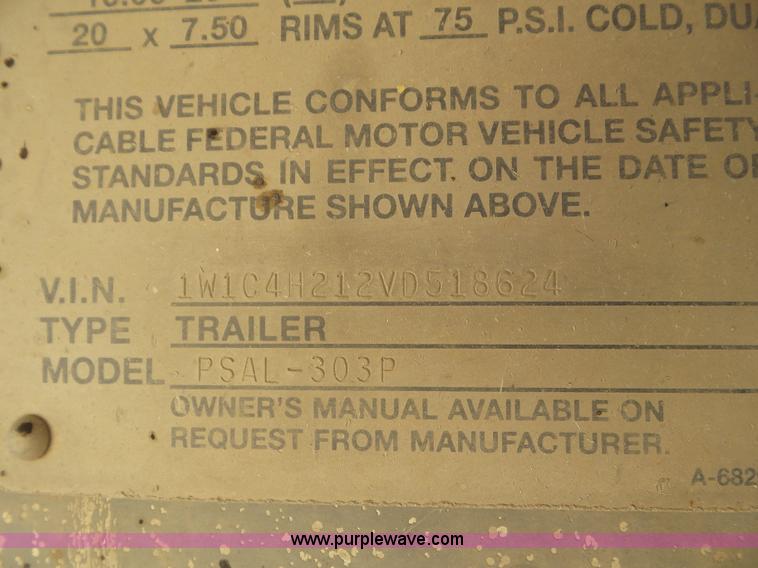 20 x 7.50 RIMS AT 75 P.S.I. COLD,
THIS VEHICLE CONFORMS TO ALL APPLI-
CABLE FEDERAL MOTOR VEHICLE SAFETY
STANDARDS IN EFFECT ON THE DATE OF
MANUFACTURE SHOWN ABOVE.
V.I.N. 1W1C4H212VD518624
TYPE TRAILER
MODEL PSAL-303P
OWNER'S MANUAL AVAILABLE ON
REQUEST FROM MANUFACTURER.
A-682
www.purplewave.com